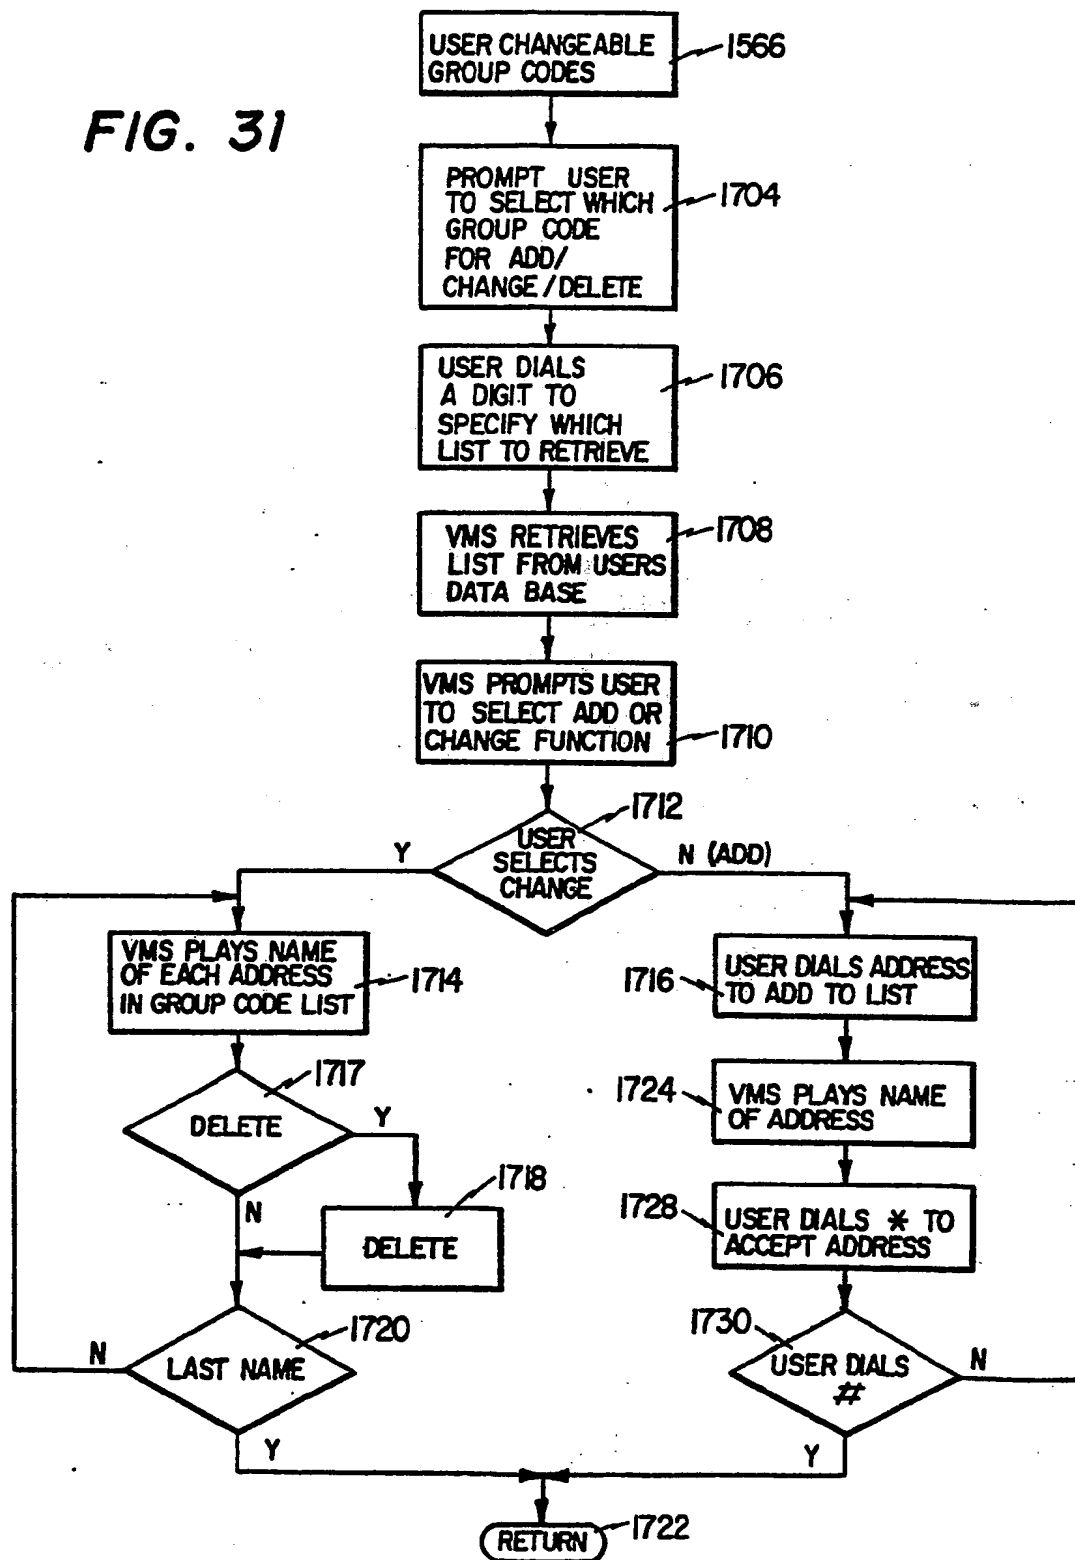 FIG. 31
USER CHANGEABLE
GROUP CODES
1566
PROMPT USER
TO SELECT WHICH
GROUP CODE
FOR ADD/
CHANGE/DELETE
1704
USER DIALS
A DIGIT TO
SPECIFY WHICH
LIST TO RETRIEVE
1706
VMS RETRIEVES
LIST FROM USERS
DATA BASE
1708
VMS PROMPTS USER
TO SELECT ADD OR
CHANGE FUNCTION
1710
USER
SELECTS
CHANGE
1712
Y
N (ADD)
VMS PLAYS NAME
OF EACH ADDRESS
IN GROUP CODE LIST
1714
DELETE
1717
Y
N
DELETE
1718
LAST NAME
1720
N
Y
USER DIALS ADDRESS
TO ADD TO LIST
1716
VMS PLAYS NAME
OF ADDRESS
1724
USER DIALS * TO
ACCEPT ADDRESS
1728
USER DIALS
#
1730
N
Y
RETURN
1722